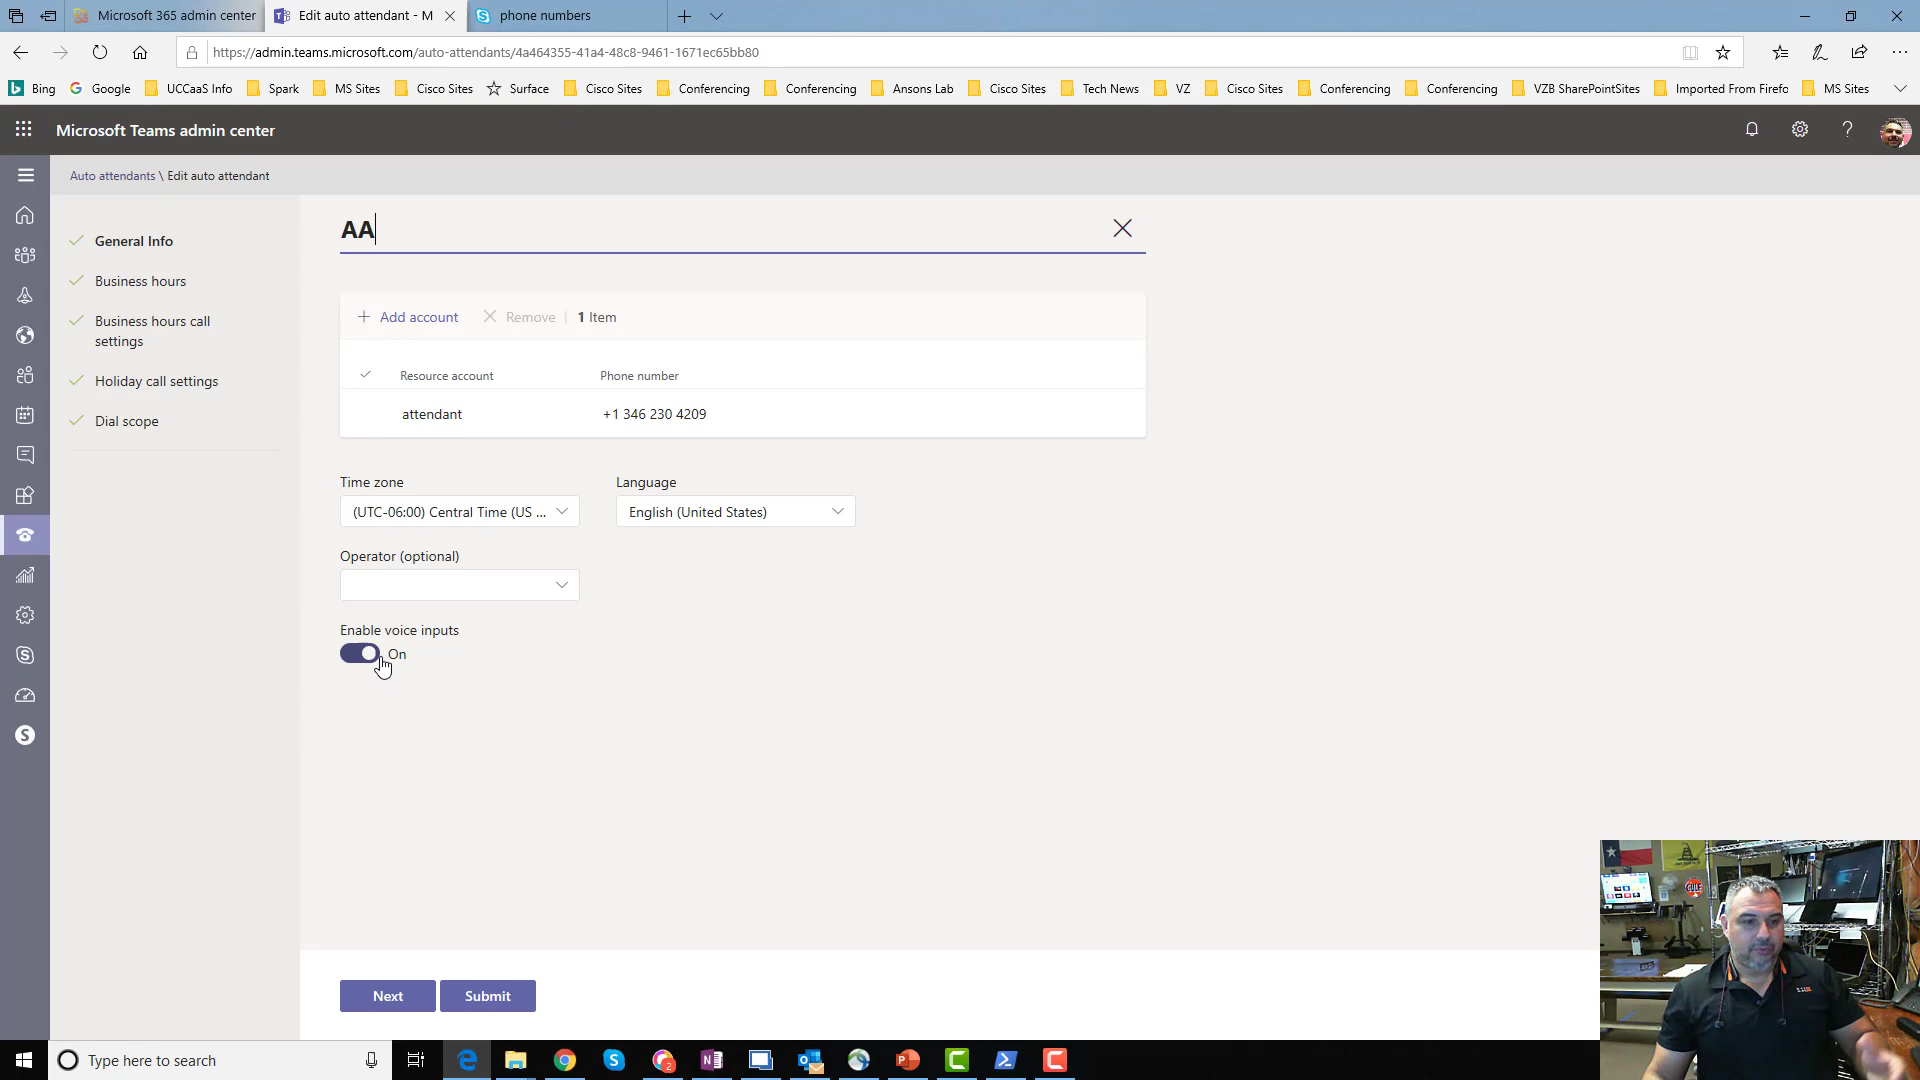 Microsoft 365 admin center
Edit auto attendant - M
phone numbers
https://admin.teams.microsoft.com/auto-attendants/4a464355-41a4-48c8-9461-1671ec65bb80
Bing
Google
UCCaaS Info
Spark
MS Sites
Cisco Sites
Surface
Cisco Sites
Conferencing
Conferencing
Ansons Lab
Cisco Sites
Tech News
VZ
Cisco Sites
Conferencing
Conferencing
VZB SharePointSites
Imported From Firefo
MS Sites
Microsoft Teams admin center
Auto attendants \ Edit auto attendant
General Info
Business hours
Business hours call
settings
Holiday call settings
Dial scope
AA
Add account
Remove
1 Item
Resource account
Phone number
attendant
+1 346 230 4209
Time zone
Language
(UTC-06:00) Central Time (US ...
English (United States)
Operator (optional)
Enable voice inputs
On
Next
Submit
GULF
Type here to search
2